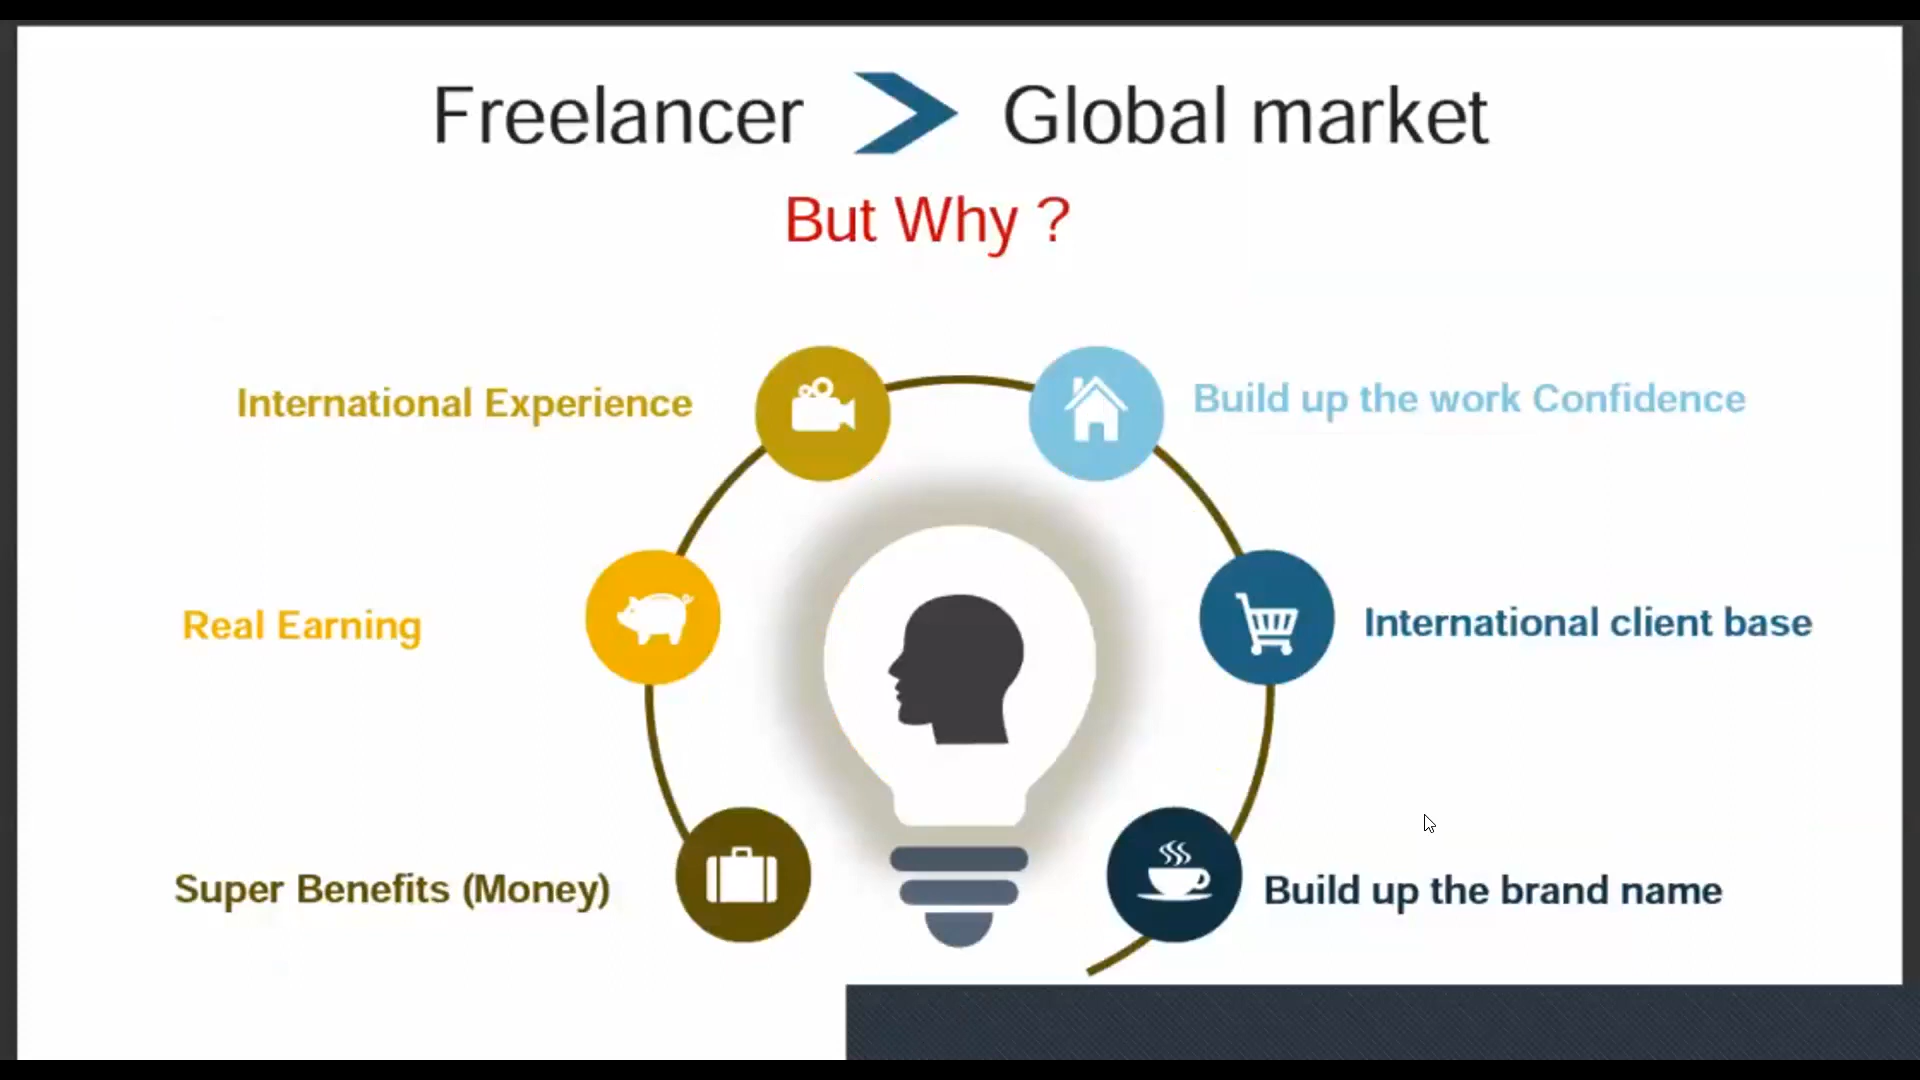 Freelancer Global market
But Why ?
International Experience
Build up the work Confidence
Real Earning
International client base
Super Benefits (Money)
Build up the brand name